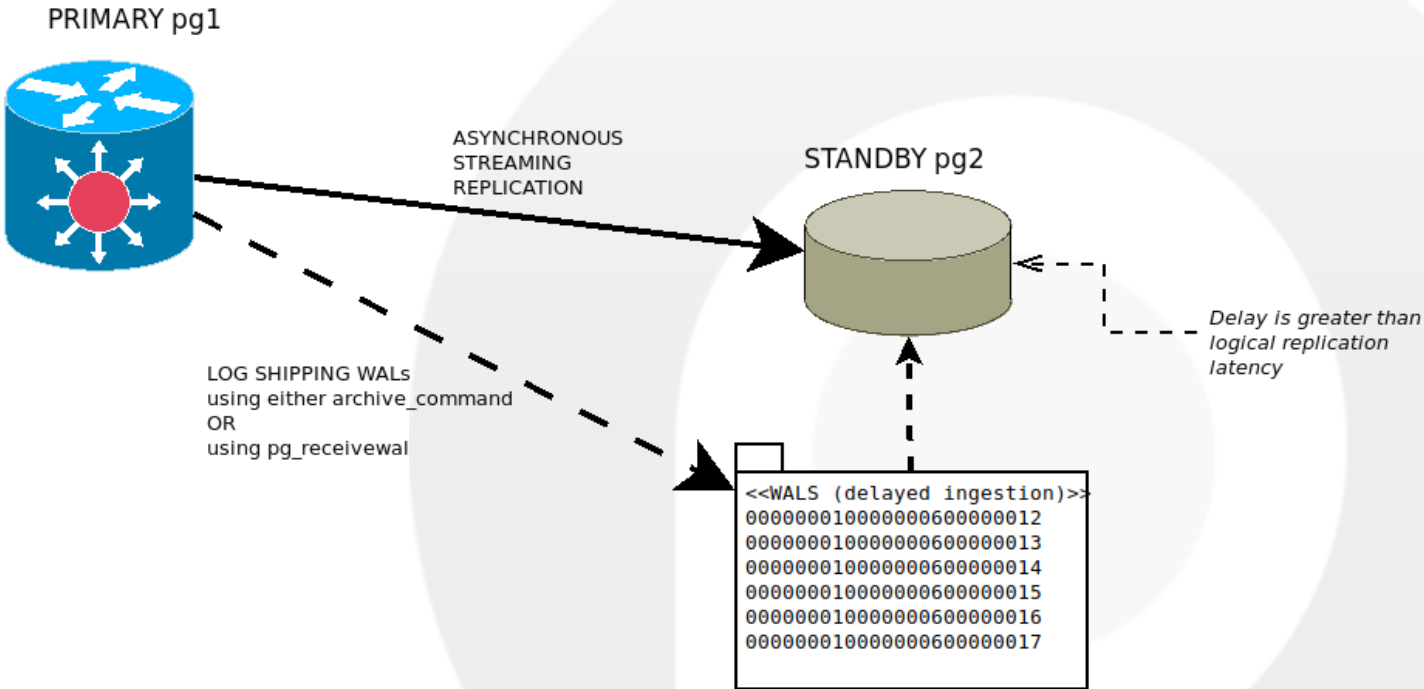 PRIMARY pg1
ASYNCHRONOUS
STREAMING
REPLICATION
STANDBY pg2
Delay is greater than
logical replication
latency
LOG SHIPPING WALs
using either archive_command
OR
using pg_receivewal
<<WALS (delayed ingestion)>>
000000010000000600000012
000000010000000600000013
000000010000000600000014
000000010000000600000015
000000010000000600000016
000000010000000600000017